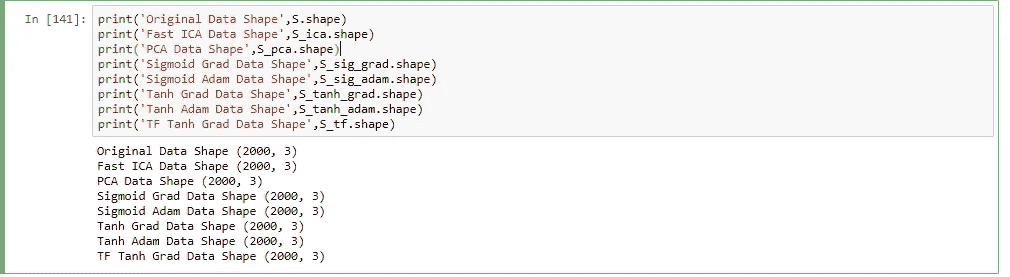 In [141]: print('Original Data Shape',S.shape)
print('Fast ICA Data Shape',S_ica.shape)
print('PCA Data Shape',S_pca.shape)
print('Sigmoid Grad Data Shape',S_sig_grad.shape)
print('Sigmoid Adam Data Shape',S_sig_adam.shape)
print('Tanh Grad Data Shape',S_tanh_grad.shape)
print('Tanh Adam Data Shape',S_tanh_adam.shape)
print('TF Tanh Grad Data Shape',S_tf.shape)
Original Data Shape (2000, 3)
Fast ICA Data Shape (2000, 3)
PCA Data Shape (2000, 3)
Sigmoid Grad Data Shape (2000, 3)
Sigmoid Adam Data Shape (2000, 3)
Tanh Grad Data Shape (2000, 3)
Tanh Adam Data Shape (2000, 3)
TF Tanh Grad Data Shape (2000, 3)